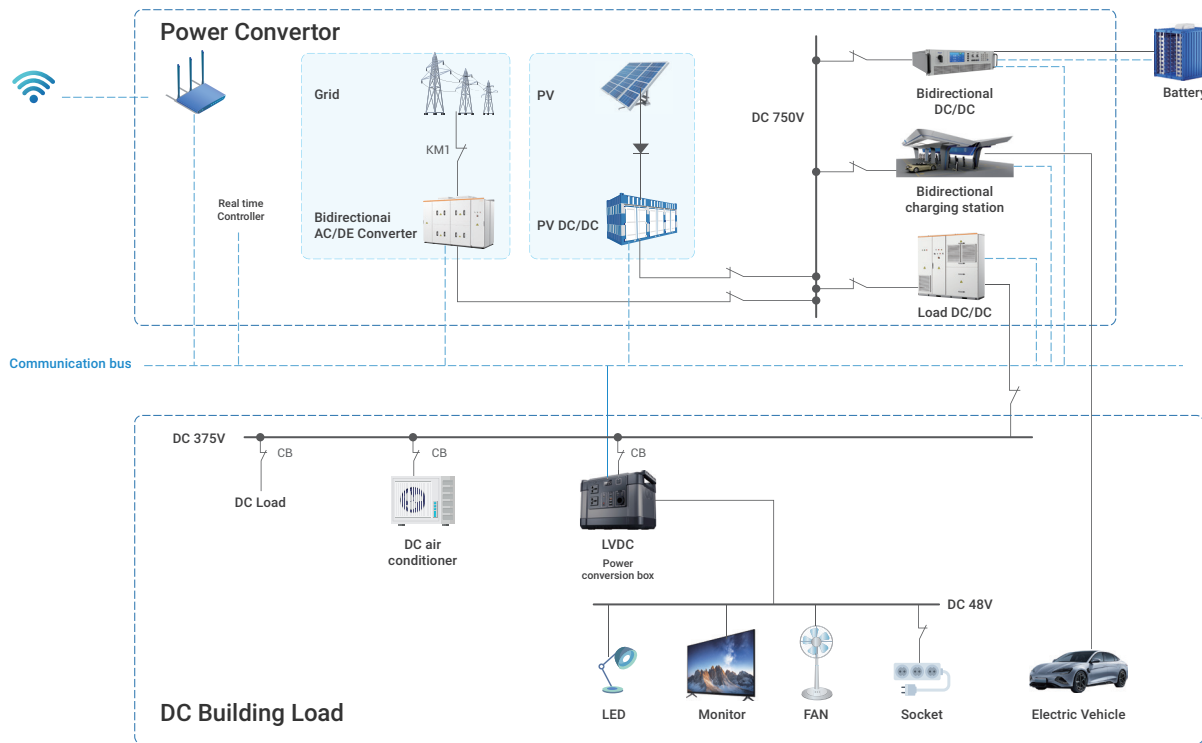 Power Convertor
Grid
PV
KM1
DC 750V
Bidirectional
DC/DC
Battery
Real time
Controller
Bidirectionai
AC/DE Converter
PV DC/DC
Bidirectional
charging station
Load DC/DC
Communication bus
DC 375V
CB
CB
CB
DC Load
DC air
conditioner
LVDC
Power
conversion box
DC 48V
LED
Monitor
FAN
Socket
Electric Vehicle
DC Building Load